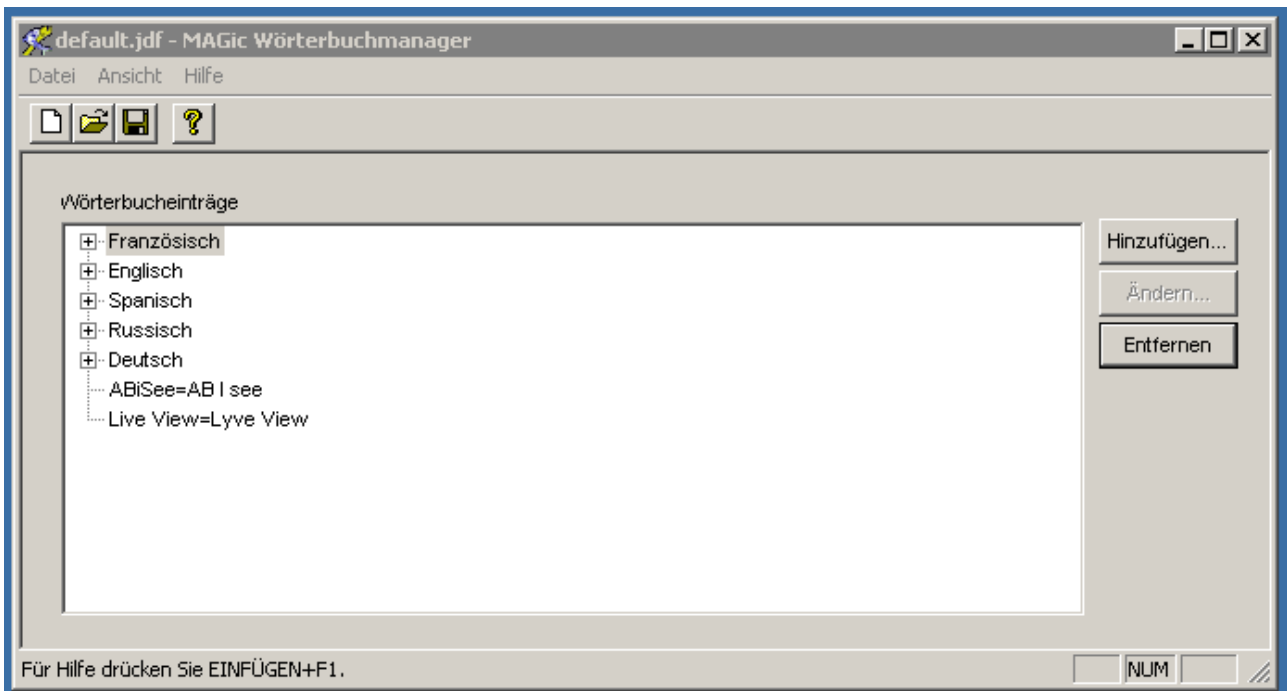 default.jdf - MAGic Wörterbuchmanager
Datei Ansicht Hilfe
Wörterbucheinträge
Französisch
Englisch
Spanisch
Russisch
Deutsch
ABiSee=AB I see
Live View=Lyve View
Hinzufügen...
Ändern...
Entfernen
Für Hilfe drücken Sie EINFÜGEN+F1.
NUM